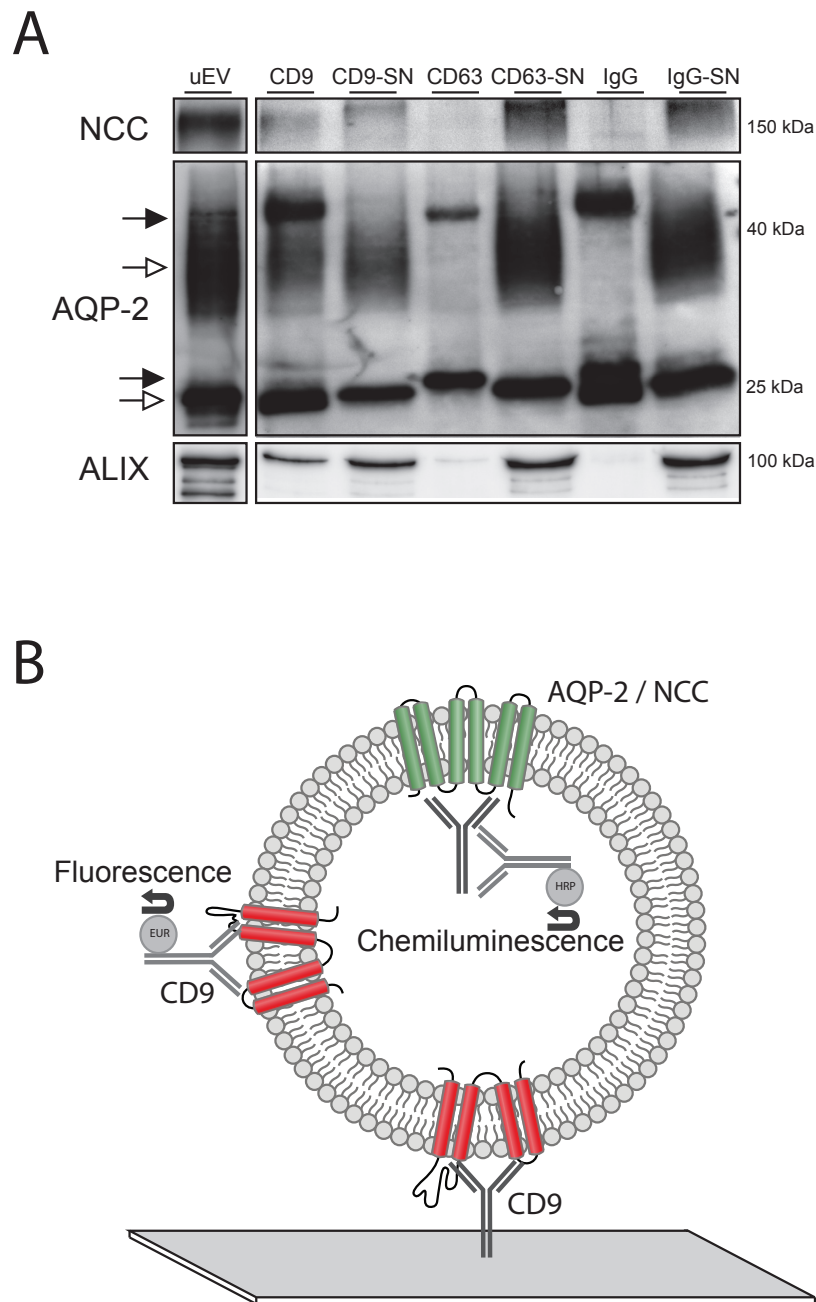 A
uEV CD9 CD9-SN CD63 CD63-SN IgG IgG-SN
NCC
150 kDa
40 kDa
AQP-2
25 kDa
ALIX
100 kDa
B
AQP-2 / NCC
Fluorescence
HRP
EUR
Chemiluminescence
CD9
CD9